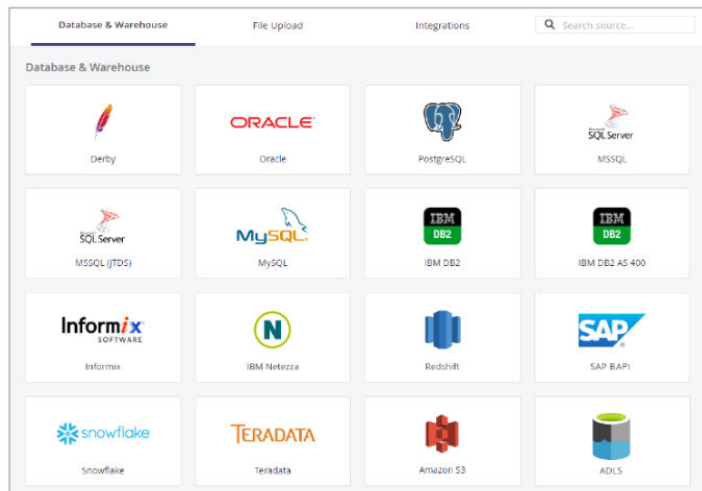 Database & Warehouse
File Upload
Integrations
Search source...
Database & Warehouse
Derby
ORACLE
Oracle
PostgreSQL
SQL Server
MSSQL
SQL Server
MSSQL (jTDS)
MySQL
MySQL
IBM DB2
IBM DB2
IBM DB2
IBM DB2 AS 400
Informix
SOFTWARE
Informix
N
IBM Netezza
Redshift
SAP
SAP BAPI
snowflake
Snowflake
TERADATA
Teradata
Amazon S3
ADLS